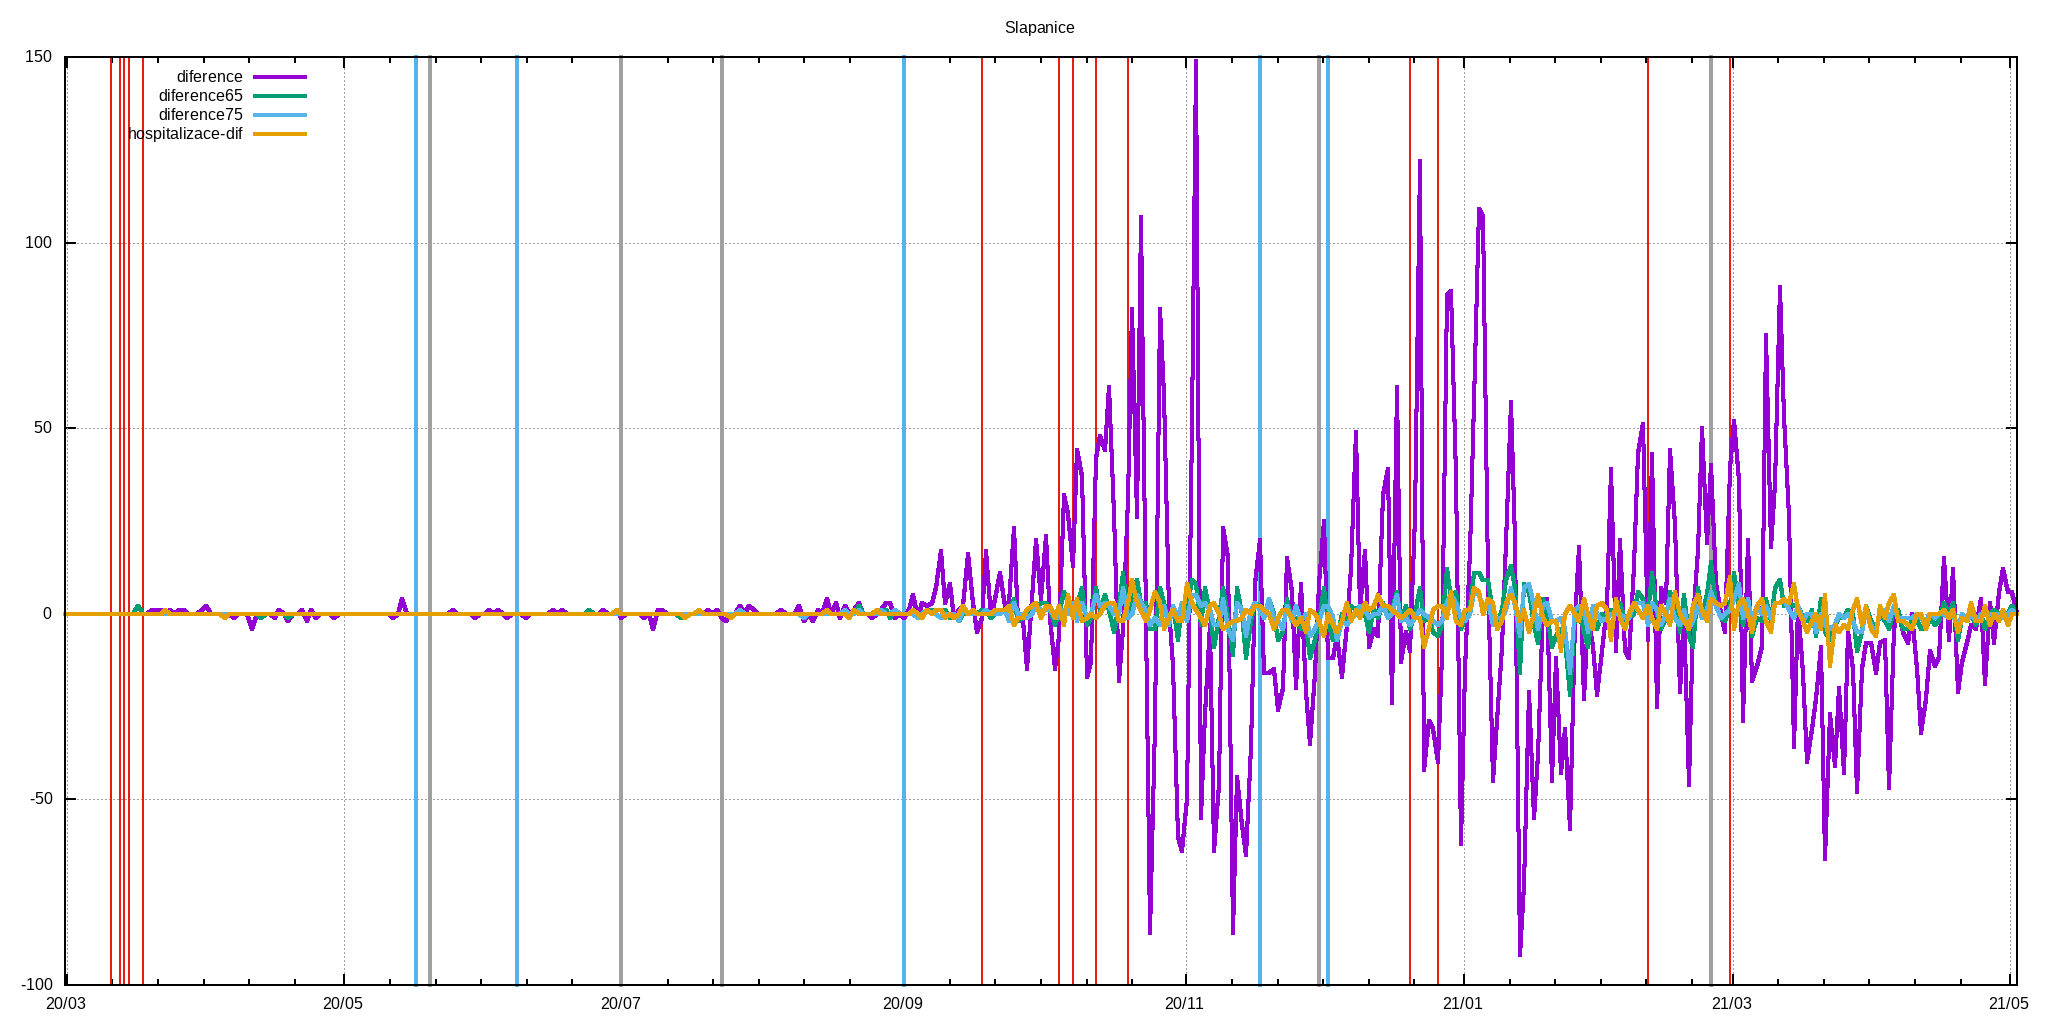 Slapanice
150
diference
diference65
diference75
hospitalizace-dif
100
50
0
-50
-100
20/03 20/05 20/07 20/09 20/11 21/01 21/03 21/05